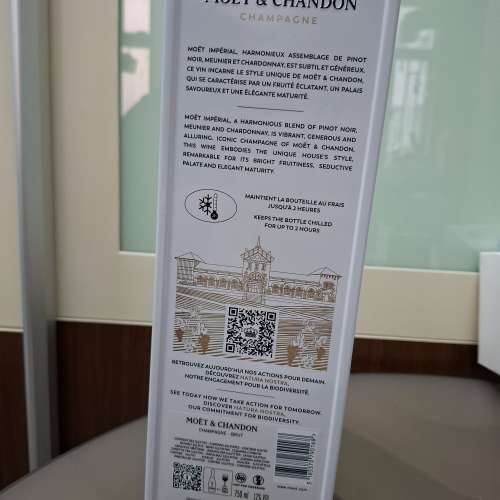 MOËT & CHANDON
CHAMPAGNE
MOËT IMPÉRIAL, HARMONIEUX ASSEMBLAGE DE PINOT
NOIR, MEUNIER ET CHARDONNAY, EST SUBTIL ET GÉNÉREUX.
CE VIN INCARNE LE STYLE UNIQUE DE MOËT & CHANDON,
QUI SE CARACTÉRISE PAR UN FRUITÉ ÉCLATANT, UN PALAIS
SAVOUREUX ET UNE ÉLÉGANTE MATURITÉ.
MOËT IMPÉRIAL, A HARMONIOUS BLEND OF PINOT NOIR,
MEUNIER AND CHARDONNAY, IS VIBRANT, GENEROUS AND
ALLURING. ICONIC CHAMPAGNE OF MOËT & CHANDON,
THIS WINE EMBODIES THE UNIQUE HOUSE'S STYLE,
REMARKABLE FOR ITS BRIGHT FRUITINESS, SEDUCTIVE
PALATE AND ELEGANT MATURITY.
MAINTIENT LA BOUTEILLE AU FRAIS
JUSQU'À 2 HEURES
KEEPS THE BOTTLE CHILLED
FOR UP TO 2 HOURS
RETROUVEZ AUJOURD'HUI NOS ACTIONS POUR DEMAIN.
DÉCOUVREZ NATURA NOSTRA,
NOTRE ENGAGEMENT POUR LA BIODIVERSITÉ.
SEE TODAY HOW WE TAKE ACTION FOR TOMORROW.
DISCOVER NATURA NOSTRA,
OUR COMMITMENT FOR BIODIVERSITY.
MOËT & CHANDON
CHAMPAGNE - BRUT
750 ml 12%